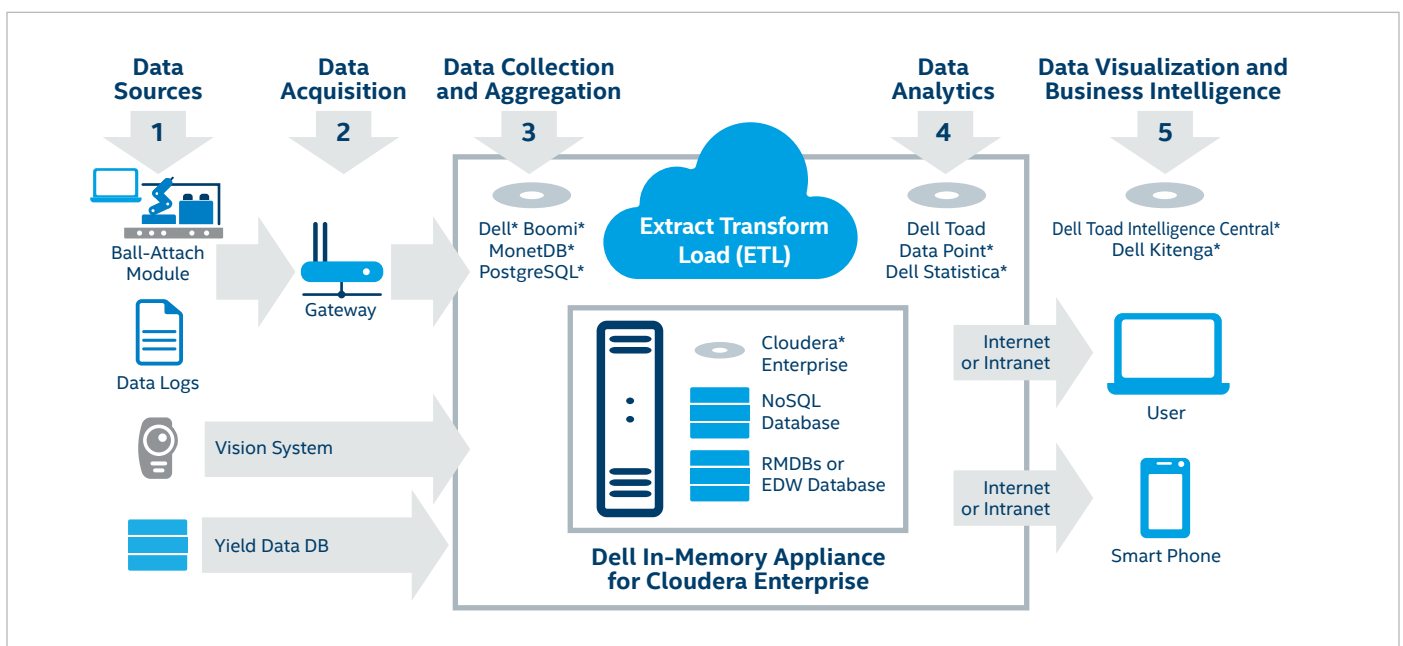 Data
Sources
1
Data
Acquisition
2
Data Collection
and Aggregation
3
Data
Analytics
4
Data Visualization and
Business Intelligence
5
Ball-Attach
Module
Data Logs
Gateway
Vision System
Yield Data DB
Dell* Boomi*
MonetDB*
PostgreSQL*
Extract Transform
Load (ETL)
Dell Toad
Data Point*
Dell Statistica*
Cloudera*
Enterprise
NoSQL
Database
RMDBs or
EDW Database
Dell In-Memory Appliance
for Cloudera Enterprise
Dell Toad Intelligence Central*
Dell Kitenga*
Internet
or Intranet
User
Internet
or Intranet
Smart Phone